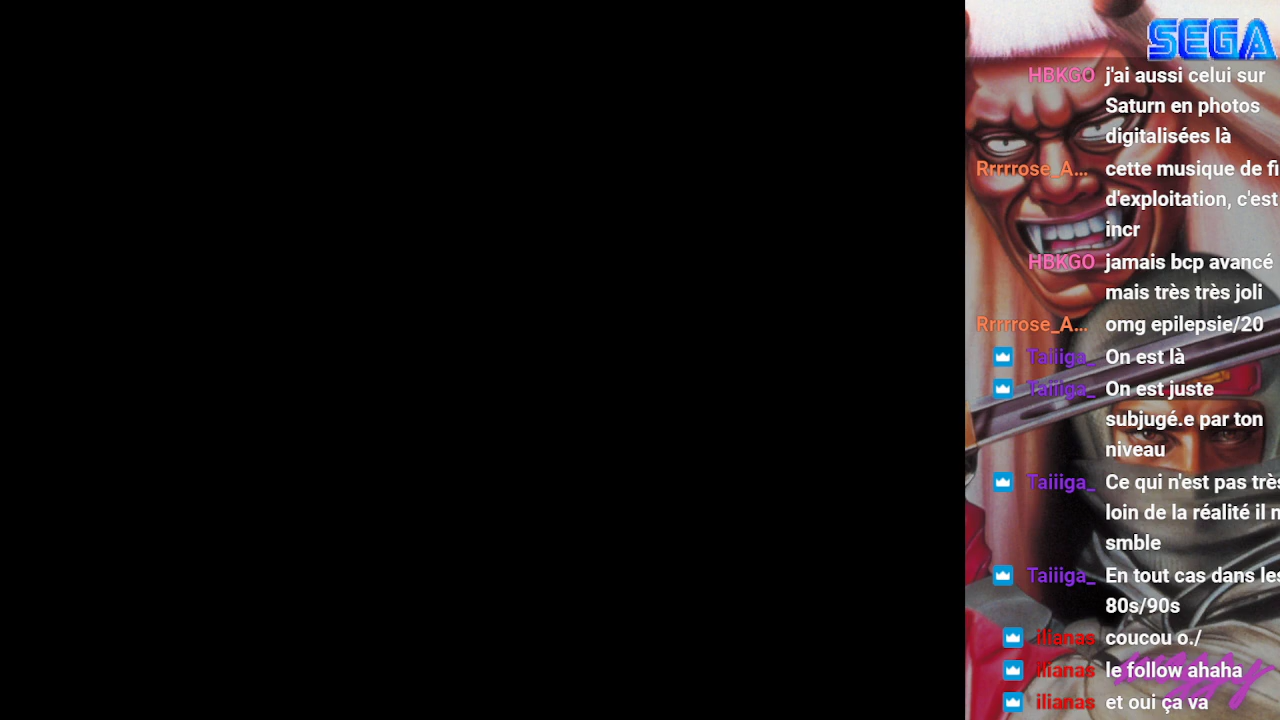 SEGA
HBKGO j'ai aussi celui sur
Saturn en photos
digitalisées là
Rrrrrose_A... cette musique de fi
d'exploitation, c'est
incr
HBKGO jamais bcp avancé
mais très très joli
Rrrrrose_A... omg epilepsie/20
Taiiiga_ On est là
Taiiiga_ On est juste
subjugé.e par ton
niveau
Taiiiga_ Ce qui n'est pas très
loin de la réalité il m
smble
Taiiiga_ En tout cas dans les
80s/90s
ilianas coucou o./
ilianas le follow ahaha
ilianas et oui ça va